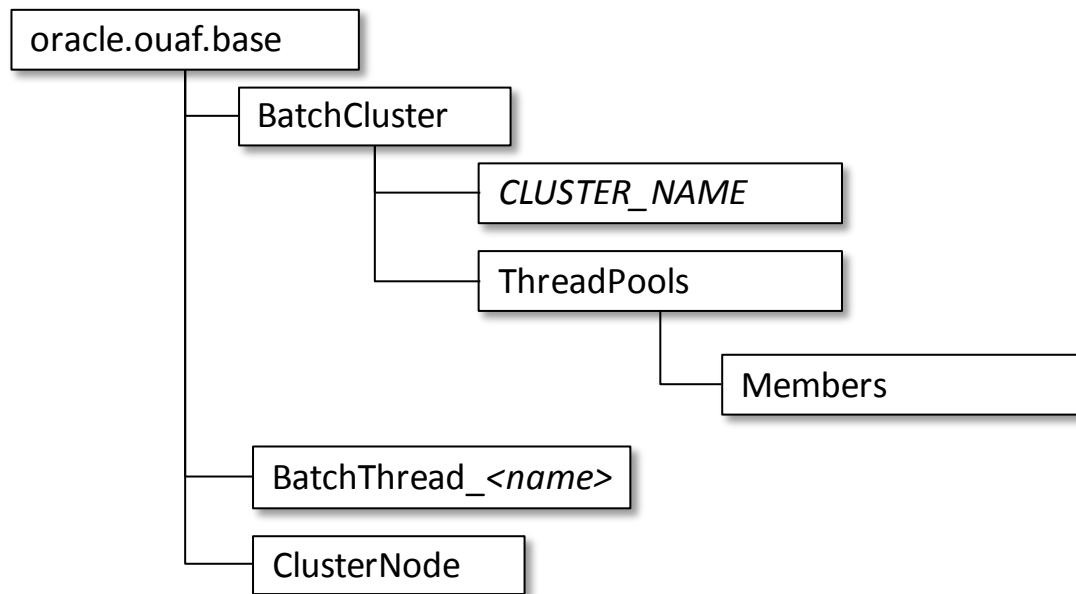 oracle.ouaf.base
BatchCluster
CLUSTER_NAME
ThreadPools
Members
BatchThread_<name>
ClusterNode